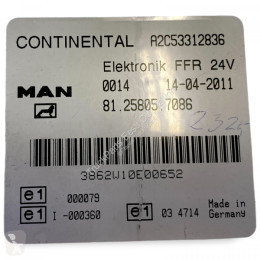 CONTINENTAL A2C53312836
Elektronik FFR 24V
MAN 0014 14-04-2011
81.25805.7086
3862W10E00652
e1 000079
e1 I -000360 e1 03 4714
Made in Germany